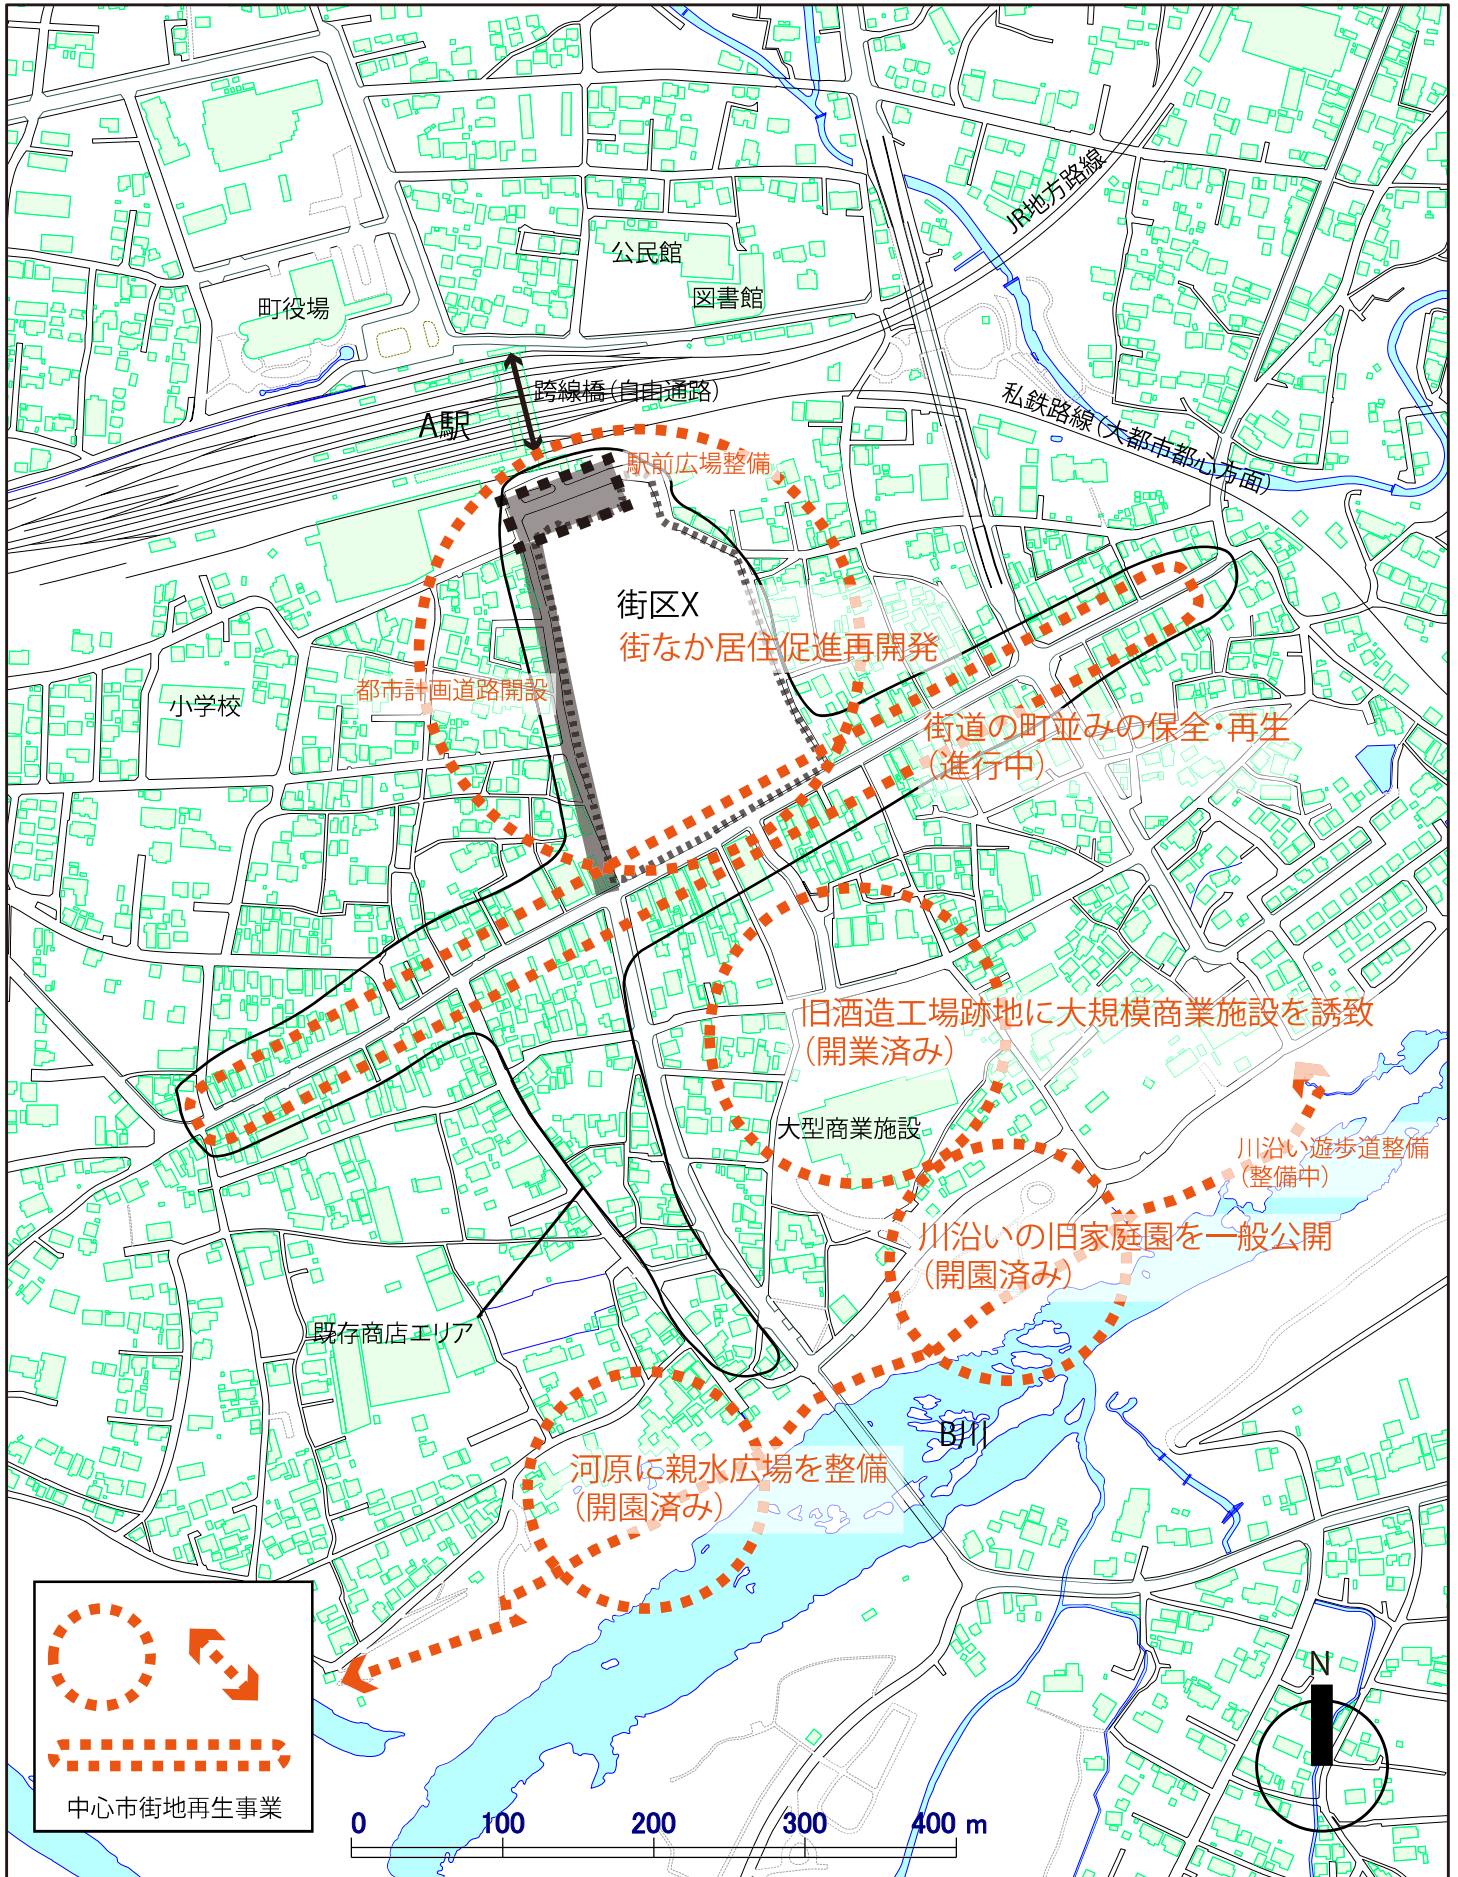 公民館
図書館
町役場
JR地方路線
跨線橋（自由通路）
A駅
私鉄路線（大都市都心方面）
駅前広場整備
街区X
街なか居住促進再開発
都市計画道路開設
小学校
街道の町並みの保全・再生
（進行中）
旧酒造工場跡地に大規模商業施設を誘致
（開業済み）
大型商業施設
川沿い遊歩道整備
（整備中）
川沿いの旧家庭園を一般公開
（開園済み）
既存商店エリア
B川
河原に親水広場を整備
（開園済み）
中心市街地再生事業
N
0 100 200 300 400 m